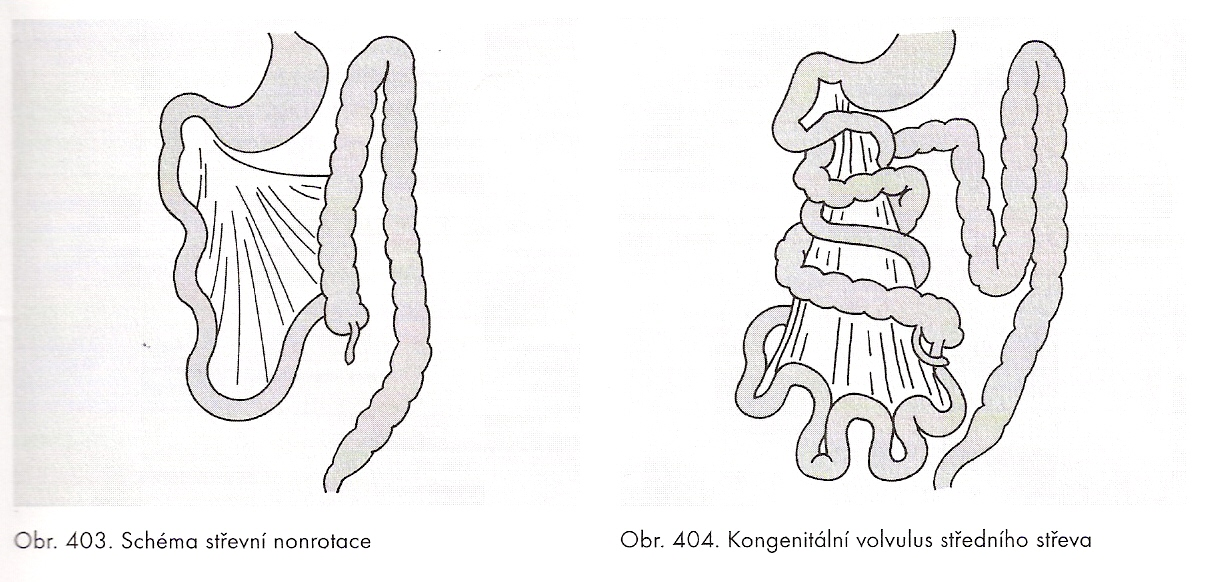 Obr. 403. Schéma střevní nonrotace
Obr. 404. Kongenitální volvulus středního střeva